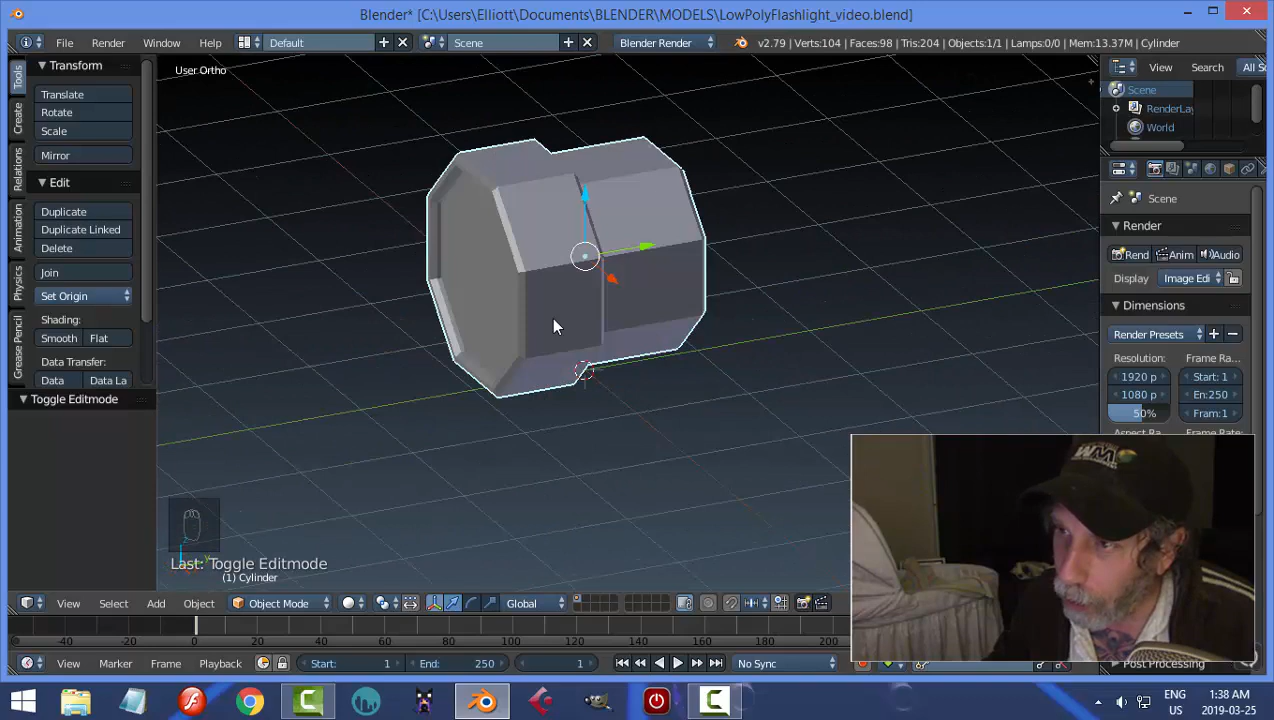 Blender* [C:\Users\Elliott\Documents\BLENDER\MODELS\LowPolyFlashlight_video.blend]
File Render Window Help Default Scene Blender Render v2.79 | Verts:104 | Faces:98 | Tris:204 | Objects:1/1 | Lamps:0/0 | Mem:13.37M | Cylinder
Tools
Create
Relations
Animation
Physics
Grease Pencil
Transform
Translate
Rotate
Scale
Mirror
Edit
Duplicate
Duplicate Linked
Delete
Join
Set Origin
Shading:
Smooth Flat
Data Transfer:
Data Data La
Toggle Editmode
User Ortho
Last: Toggle Editmode
(1) Cylinder
View Search All Sc
Scene
RenderLay
World
Scene
Render
Rend Anim Audio
Display Image Edi
Dimensions
Render Presets
Resolution: Frame Ra...
1920 p Start: 1
1080 p En:250
50% Fram:1
Aspect Ra Frame Rate
WM
Post Processing
View Select Add Object Object Mode Global
-40 -20 0 20 40 60 80 100 120 140 160 180 200
View Marker Frame Playback Start: 1 End: 250 1 No Sync
ENG 1:38 AM
US 2019-03-25